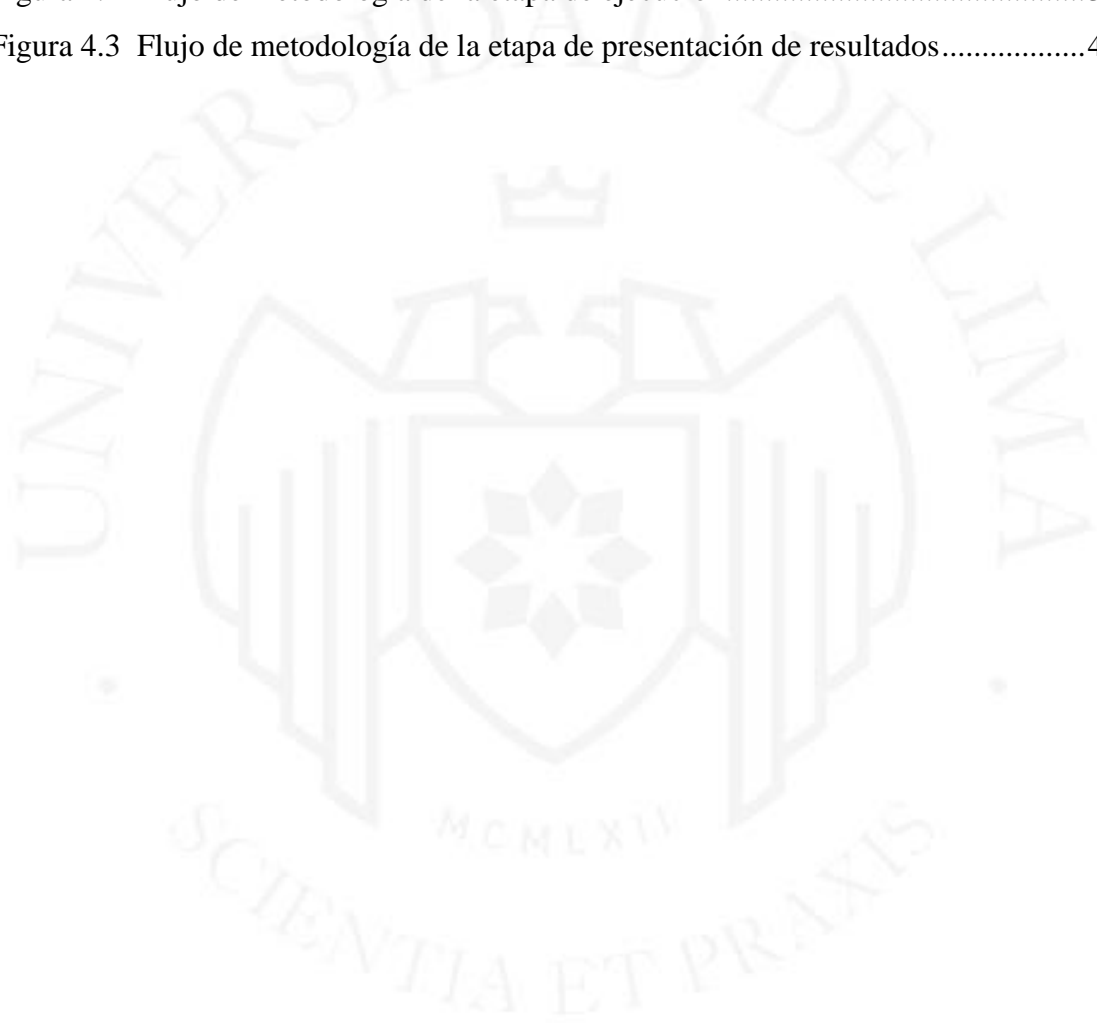 Figura 4.3 Flujo de metodología de la etapa de presentación de resultados..................4
UNIVERSIDAD DE LIMA
MCMLXII
SCIENTIA ET PRAXIS